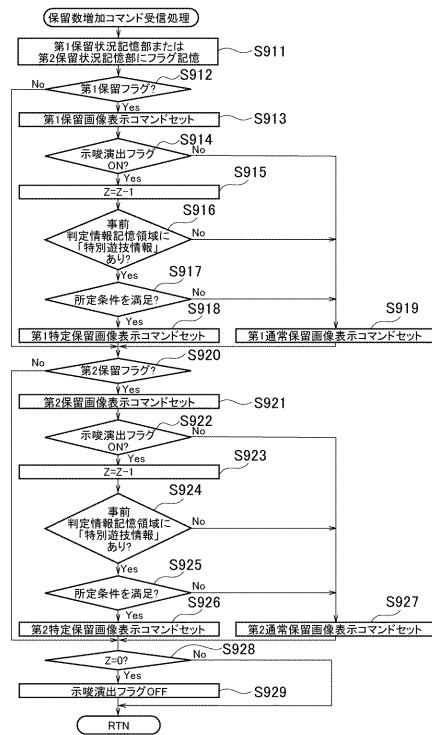 保留数増加コマンド受信処理
第1保留状況記憶部または
第2保留状況記憶部にフラグ記憶
S911
S912
第1保留フラグ?
No
Yes
第1保留画像表示コマンドセット
S913
S914
示唆演出フラグ
ON?
No
Yes
S915
Z=Z-1
S916
事前
判定情報記憶領域に
「特別遊技情報」
あり?
No
Yes
S917
所定条件を満足?
No
Yes
S918
第1特定保留画像表示コマンドセット
S919
第1通常保留画像表示コマンドセット
S920
No
第2保留フラグ?
Yes
第2保留画像表示コマンドセット
S921
S922
示唆演出フラグ
ON?
No
Yes
S923
Z=Z-1
S924
事前
判定情報記憶領域に
「特別遊技情報」
あり?
No
Yes
S925
所定条件を満足?
No
Yes
S926
第2特定保留画像表示コマンドセット
S927
第2通常保留画像表示コマンドセット
S928
Z=0?
No
Yes
示唆演出フラグOFF
S929
RTN